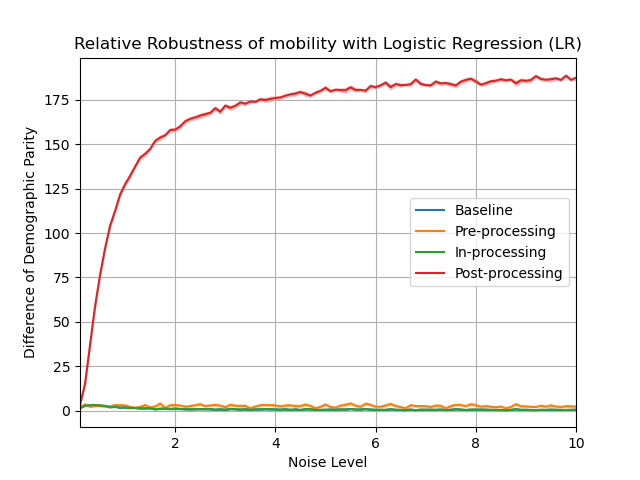 Relative Robustness of mobility with Logistic Regression (LR)
Difference of Demographic Parity
175
150
125
100
75
50
25
0
Baseline
Pre-processing
In-processing
Post-processing
2
4
6
8
10
Noise Level